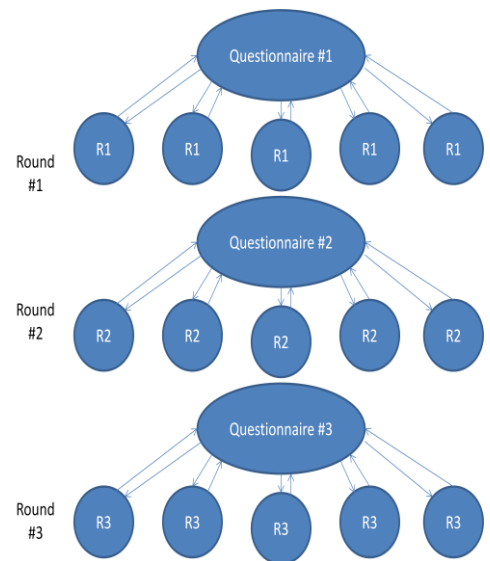 Questionnaire #1
R1 R1 R1 R1 R1
Round
#1
Questionnaire #2
R2 R2 R2 R2 R2
Round
#2
Questionnaire #3
R3 R3 R3 R3 R3
Round
#3